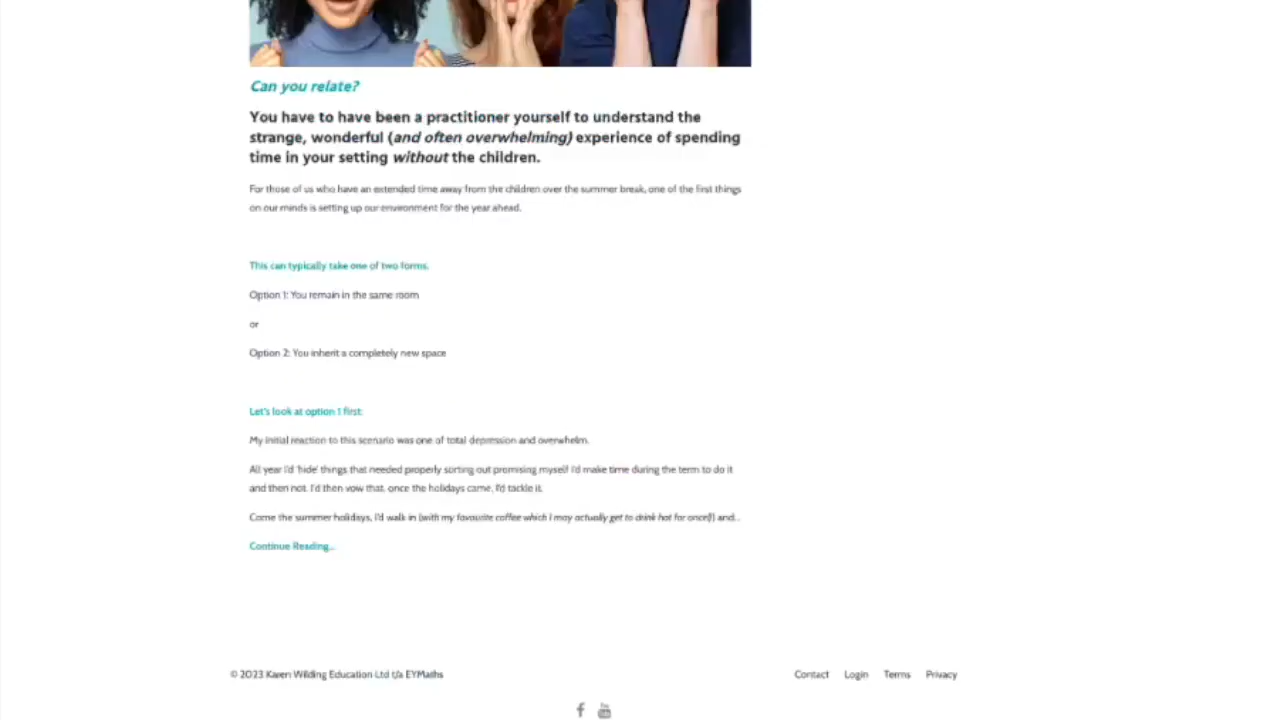 Can you relate?
You have to have been a practitioner yourself to understand the
strange, wonderful (and often overwhelming) experience of spending
time in your setting without the children.
For those of us who have an extended time away from the children over the summer break, one of the first things
on our minds is setting up our environment for the year ahead.
This can typically take one of two forms.
Option 1: You remain in the same room
or
Option 2: You inherit a completely new space
Let's look at option 1 first:
My initial reaction to this scenario was one of total depression and overwhelm.
All year I'd 'hide' things that needed properly sorting out promising myself I'd make time during the term to do it
and then not. I'd then vow that, once the holidays came, I'd tackle it.
Come the summer holidays, I'd walk in (with my favourite coffee which I may actually get to drink hot for once!!) and...
Continue Reading...
© 2023 Karen Wilding Education Ltd t/a EYMaths
Contact Login Terms Privacy